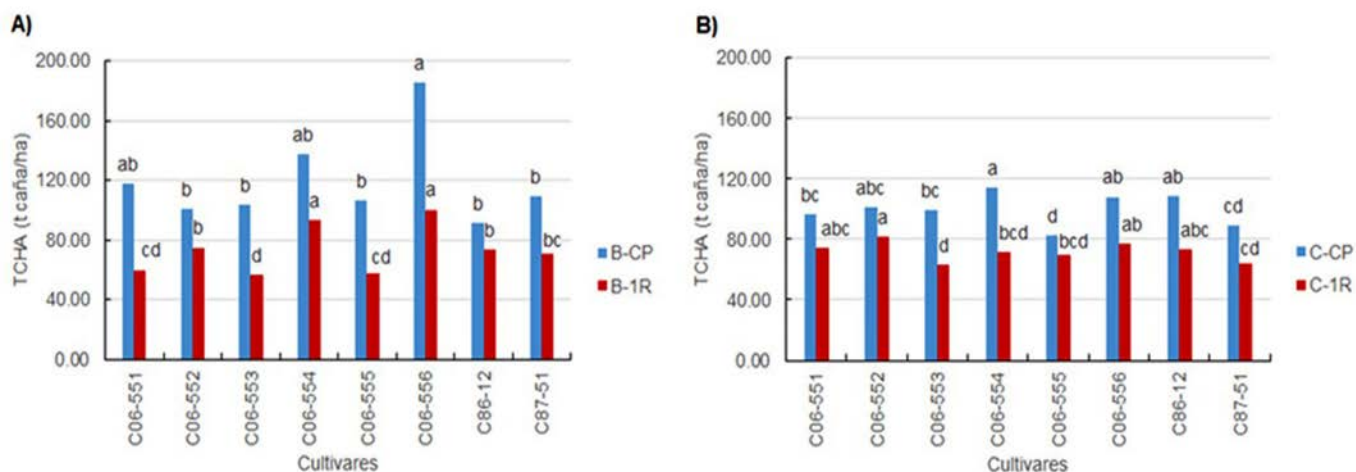 A)
TCHA (t caña/ha)
200.00
160.00
120.00
80.00
40.00
0.00
ab
cd
b
b
b
d
ab
a
b
cd
a
a
b
b
b
bc
C06-551
C06-552
C06-553
C06-554
C06-555
C06-556
C86-12
C87-51
Cultivares
B-CP
B-1R
B)
TCHA (t caña/ha)
200.00
160.00
120.00
80.00
40.00
0.00
bc
abc
abc
a
bc
d
a
bcd
d
bcd
ab
ab
ab
abc
cd
cd
C06-551
C06-552
C06-553
C06-554
C06-555
C06-556
C86-12
C87-51
Cultivares
C-CP
C-1R